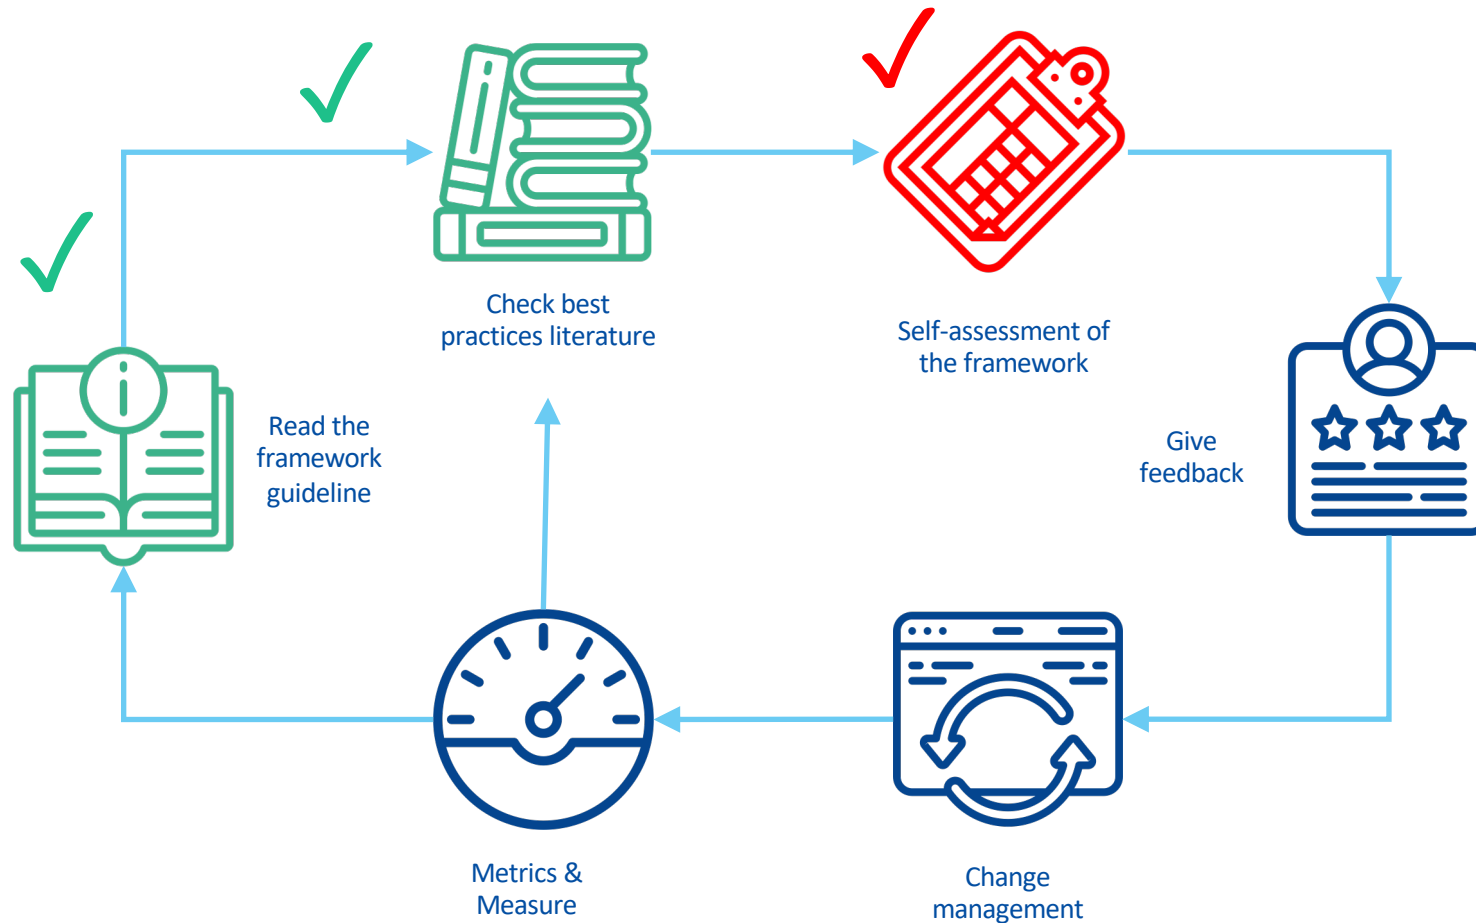 Check best
practices literature
Self-assessment of
the framework
Read the
framework
guideline
Give
feedback
Metrics &
Measure
Change
management